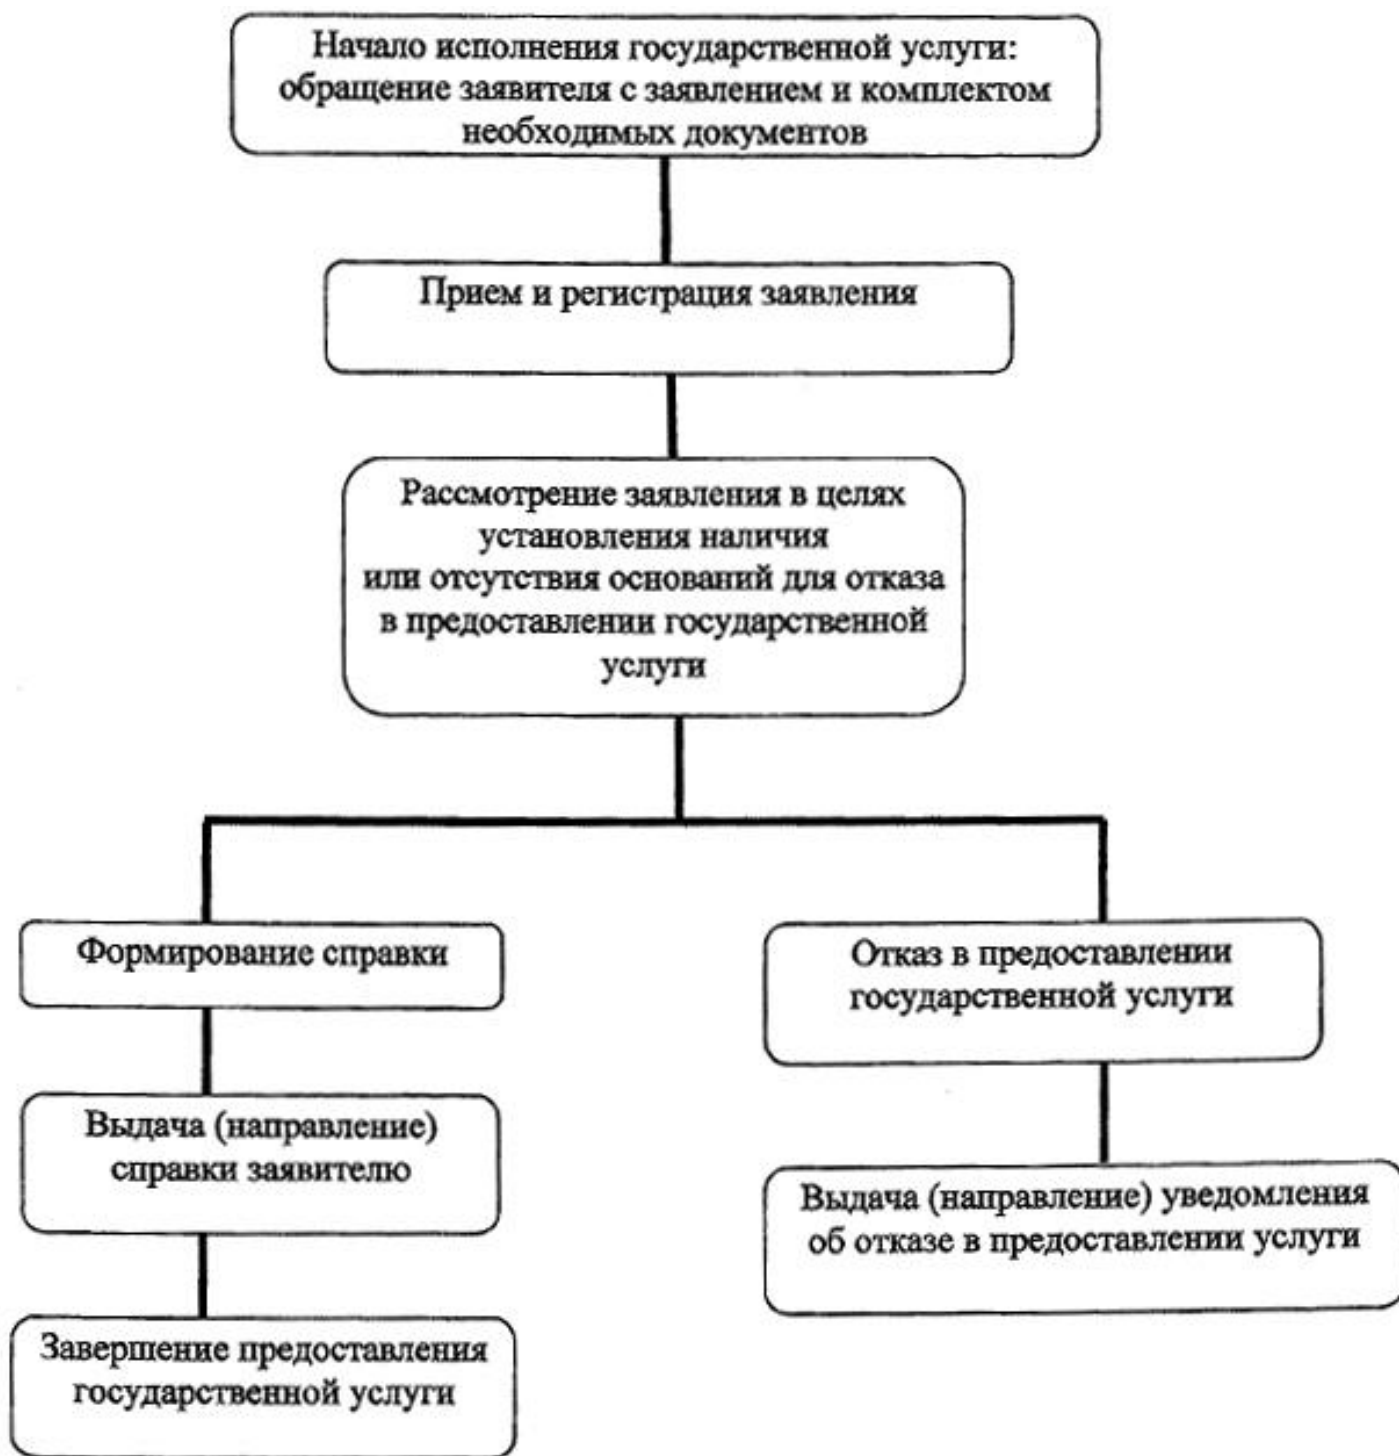 Начало исполнения государственной услуги:
обращение заявителя с заявлением и комплектом
необходимых документов
Прием и регистрация заявления
Рассмотрение заявления в целях
установления наличия
или отсутствия оснований для отказа
в предоставлении государственной
услуги
Формирование справки
Выдача (направление)
справки заявителю
Завершение предоставления
государственной услуги
Отказ в предоставлении
государственной услуги
Выдача (направление) уведомления
об отказе в предоставлении услуги